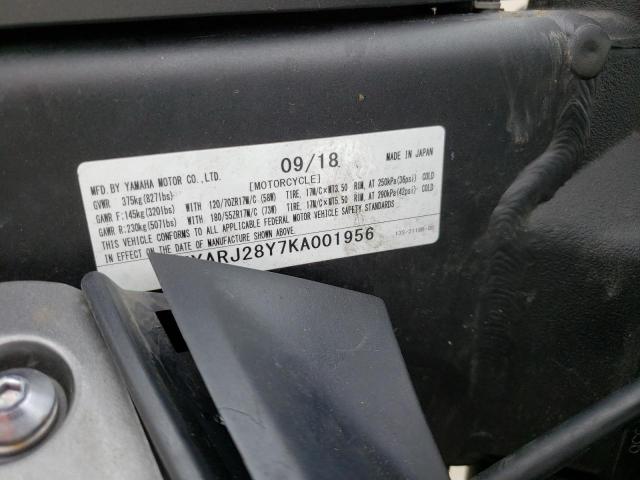 09/18
MFD. BY YAMAHA MOTOR CO.,LTD. [MOTORCYCLE] MADE IN JAPAN
GVWR 375kg(827lbs)
GAWR F:145kg(320lbs) WITH 120/70ZR17M/C (58W) TIRE, 17M/C×MT3.50 RIM, AT 250kPa(36psi) COLD
GAWR R:230kg(507lbs) WITH 180/55ZR17M/C (73W) TIRE, 17M/C×MT5.50 RIM, AT 290kPa(42psi) COLD
THIS VEHICLE CONFORMS TO ALL APPLICABLE FEDERAL MOTOR VEHICLE SAFETY STANDARDS
IN EFFECT ON THE DATE OF MANUFACTURE SHOWN ABOVE.
YARJ28Y7KA001956